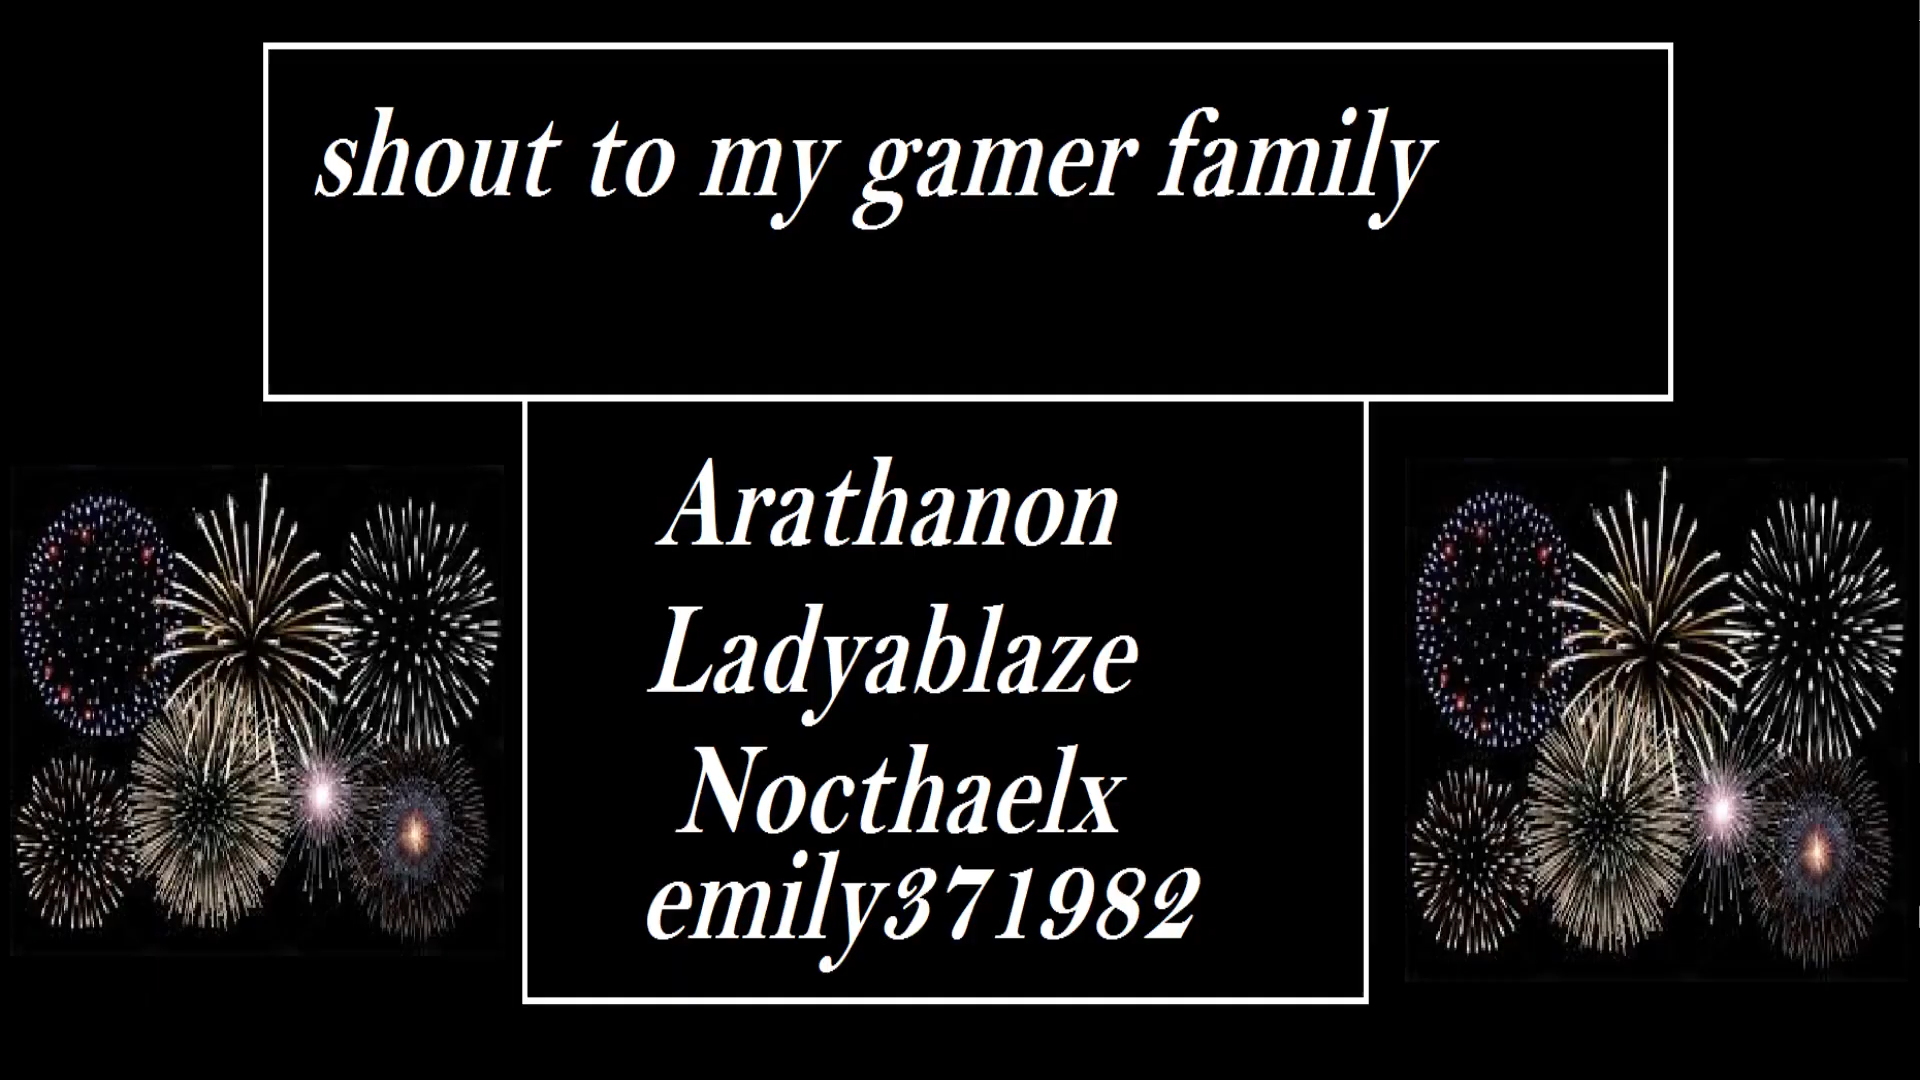 shout to my gamer family
Arathanon
Ladyablaze
Nocthaelx
emily371982